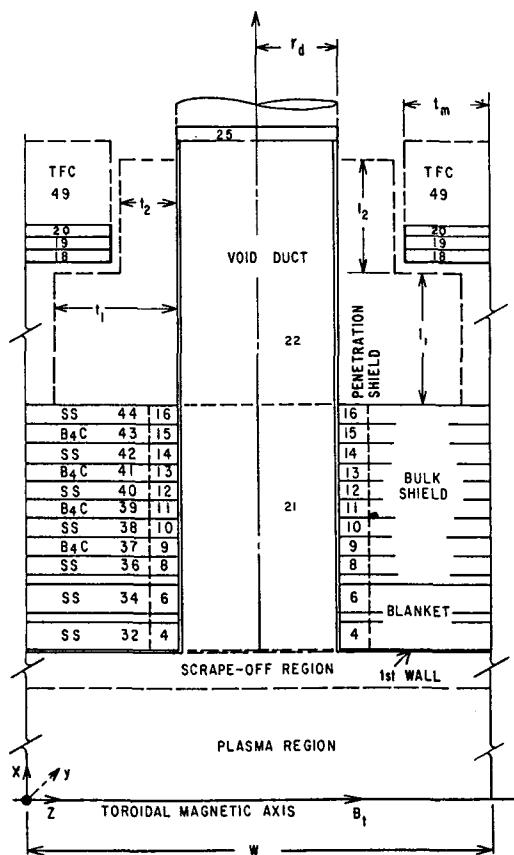 r_d
t_m
25
TFC
49
TFC
49
t_2
l_2
20
19
18
20
19
18
VOID DUCT
t_1
l_1
22
PENETRATION
SHIELD
SS 44 16
B4C 43 15
SS 42 14
B4C 41 13
SS 40 12
B4C 39 11
SS 38 10
B4C 37 9
SS 36 8
SS 34 6
SS 32 4
21
16
15
14
13
12
11
10
9
8
6
4
BULK
SHIELD
BLANKET
SCRAPE-OFF REGION
1st WALL
PLASMA REGION
X
y
Z
TOROIDAL MAGNETIC AXIS
B_t
W